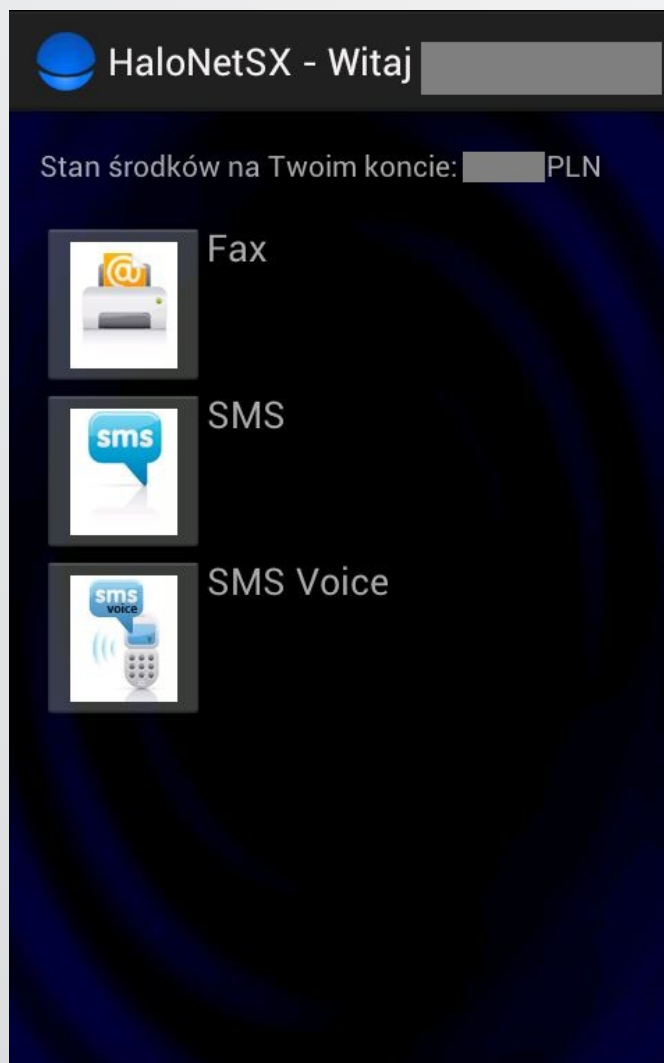 HaloNetSX - Witaj
Stan środków na Twoim koncie: PLN
Fax
sms
SMS
sms
voice
SMS Voice